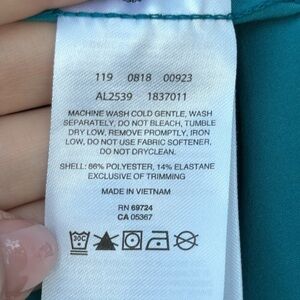 119 0818 00923
AL2539 1837011
MACHINE WASH COLD GENTLE, WASH
SEPARATELY, DO NOT BLEACH, TUMBLE
DRY LOW, REMOVE PROMPTLY, IRON
LOW, DO NOT USE FABRIC SOFTENER,
DO NOT DRYCLEAN.
SHELL: 86% POLYESTER, 14% ELASTANE
EXCLUSIVE OF TRIMMING
MADE IN VIETNAM
RN 69724
CA 05367
30C